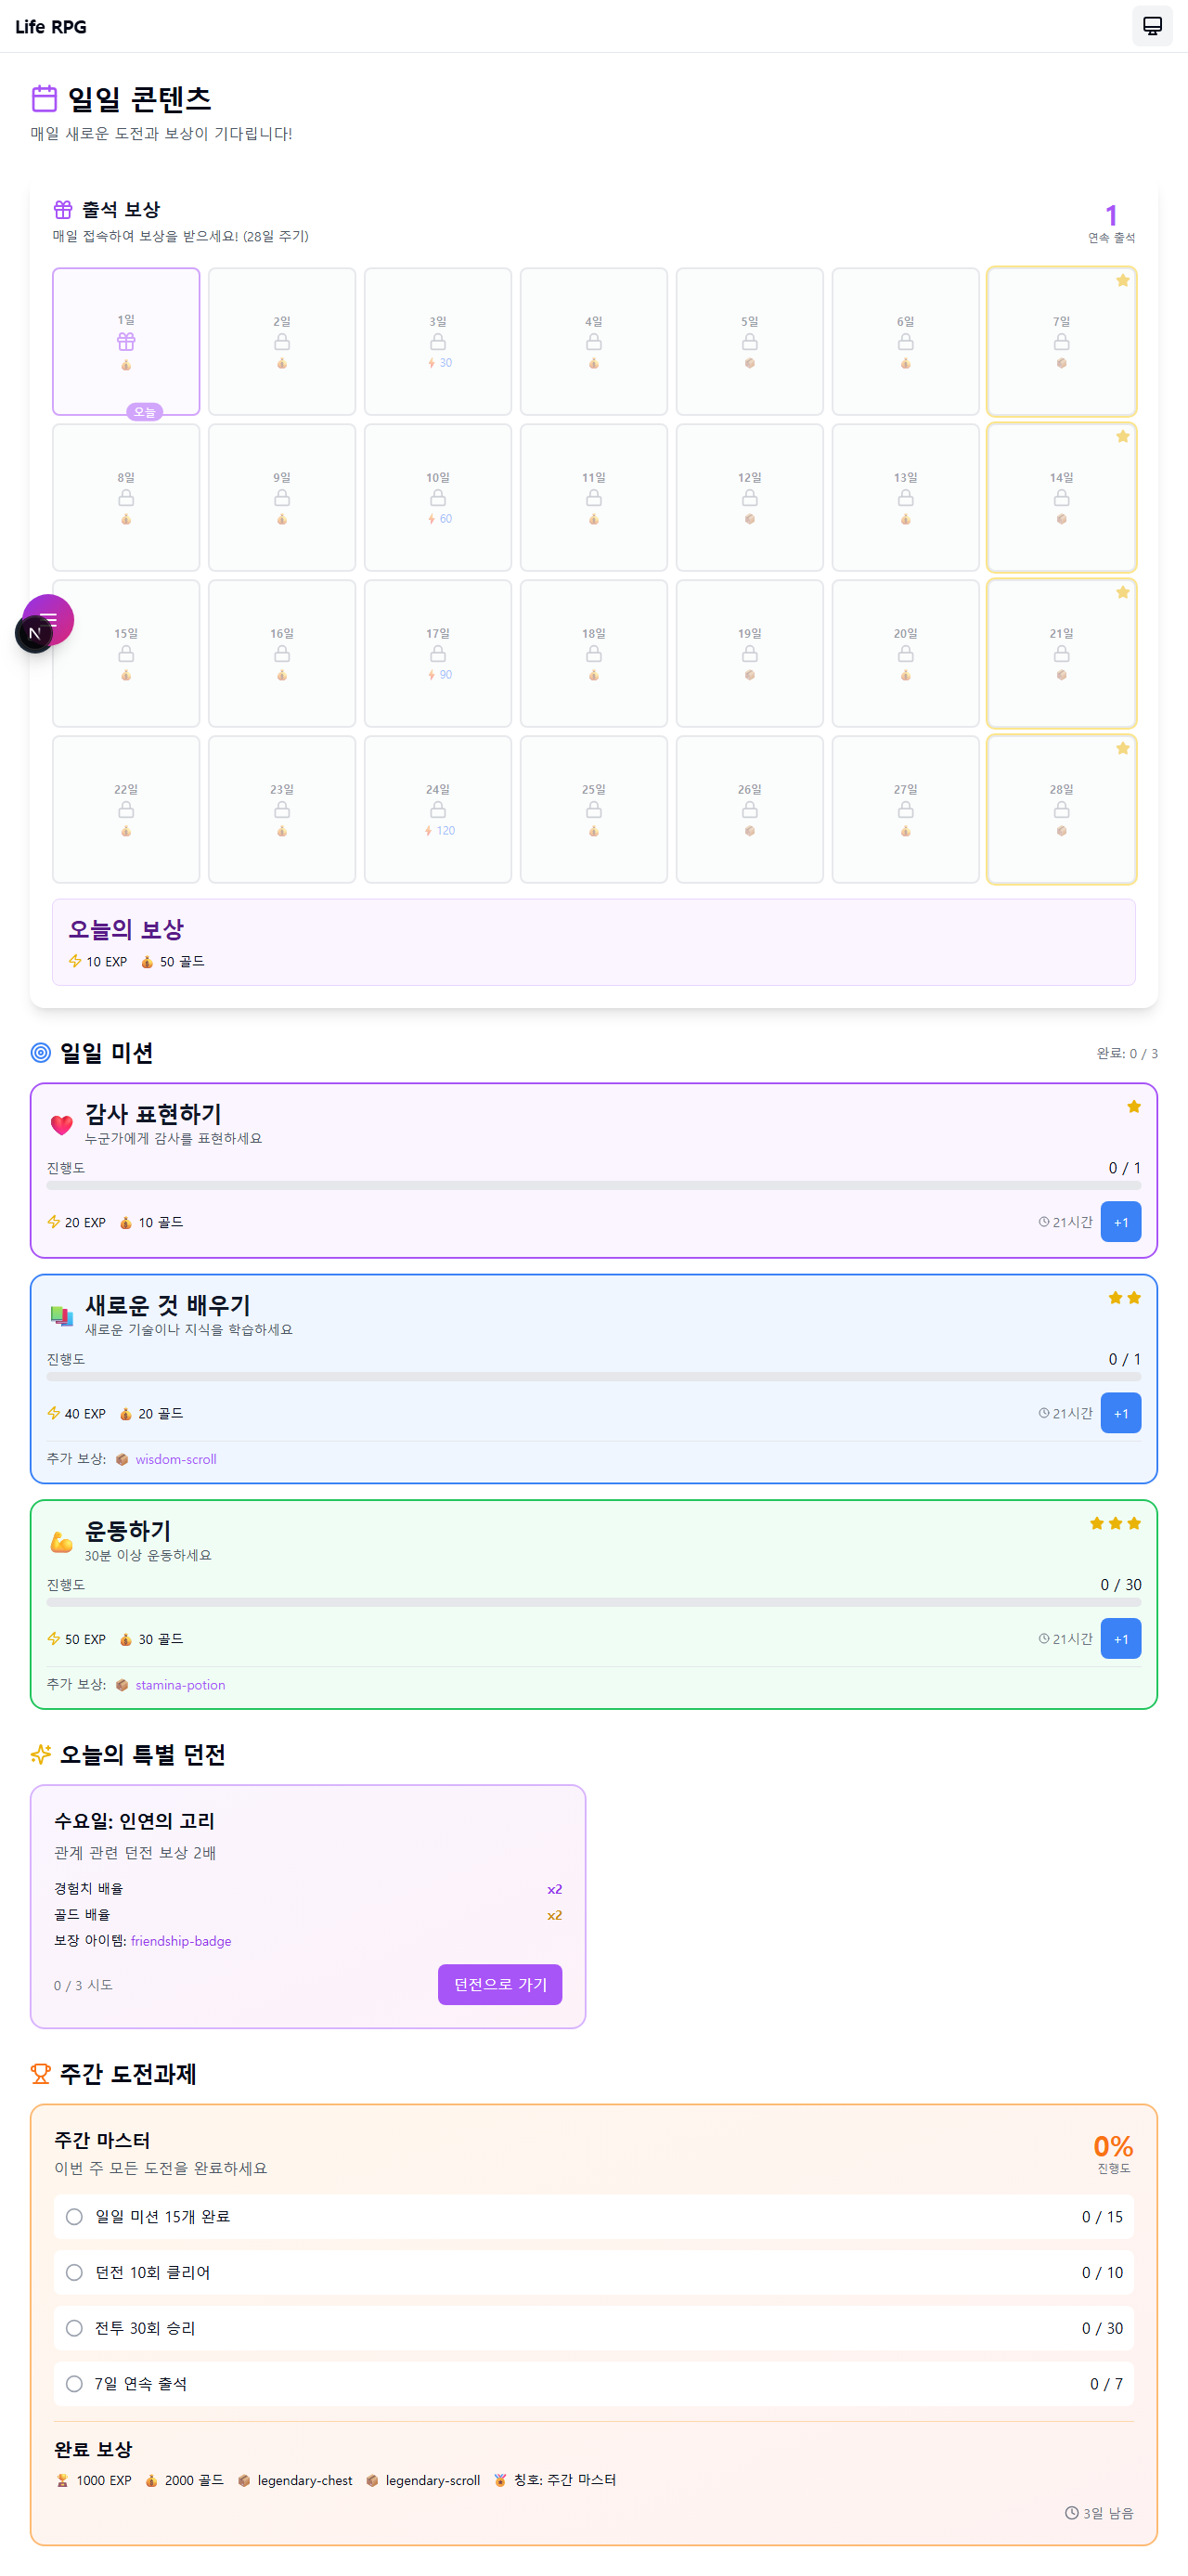 Life RPG
일일 콘텐츠
매일 새로운 도전과 보상이 기다립니다!
출석 보상
매일 접속하여 보상을 받으세요! (28일 주기)
1
연속 출석
1일 2일 3일 4일 5일 6일 7일
30
오늘
8일 9일 10일 11일 12일 13일 14일
60
N
15일 16일 17일 18일 19일 20일 21일
90
22일 23일 24일 25일 26일 27일 28일
120
오늘의 보상
10 EXP 50 골드
일일 미션
완료: 0 / 3
감사 표현하기
누군가에게 감사를 표현하세요
진행도 0 / 1
20 EXP 10 골드 21시간 +1
새로운 것 배우기
새로운 기술이나 지식을 학습하세요
진행도 0 / 1
40 EXP 20 골드 21시간 +1
추가 보상: wisdom-scroll
운동하기
30분 이상 운동하세요
진행도 0 / 30
50 EXP 30 골드 21시간 +1
추가 보상: stamina-potion
오늘의 특별 던전
수요일: 인연의 고리
관계 관련 던전 보상 2배
경험치 배율 x2
골드 배율 x2
보장 아이템: friendship-badge
0 / 3 시도 던전으로 가기
주간 도전과제
주간 마스터
이번 주 모든 도전을 완료하세요
0%
진행도
일일 미션 15개 완료 0 / 15
던전 10회 클리어 0 / 10
전투 30회 승리 0 / 30
7일 연속 출석 0 / 7
완료 보상
1000 EXP 2000 골드 legendary-chest legendary-scroll 칭호: 주간 마스터
3일 남음